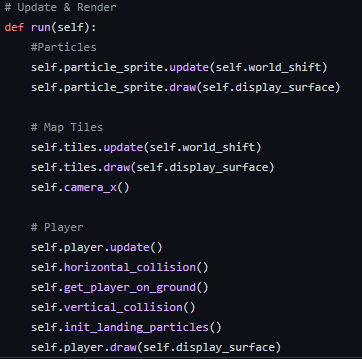 # Update & Render
def run(self):
    #Particles
    self.particle_sprite.update(self.world_shift)
    self.particle_sprite.draw(self.display_surface)

    # Map Tiles
    self.tiles.update(self.world_shift)
    self.tiles.draw(self.display_surface)
    self.camera_x()

    # Player
    self.player.update()
    self.horizontal_collision()
    self.get_player_on_ground()
    self.vertical_collision()
    self.init_landing_particles()
    self.player.draw(self.display_surface)